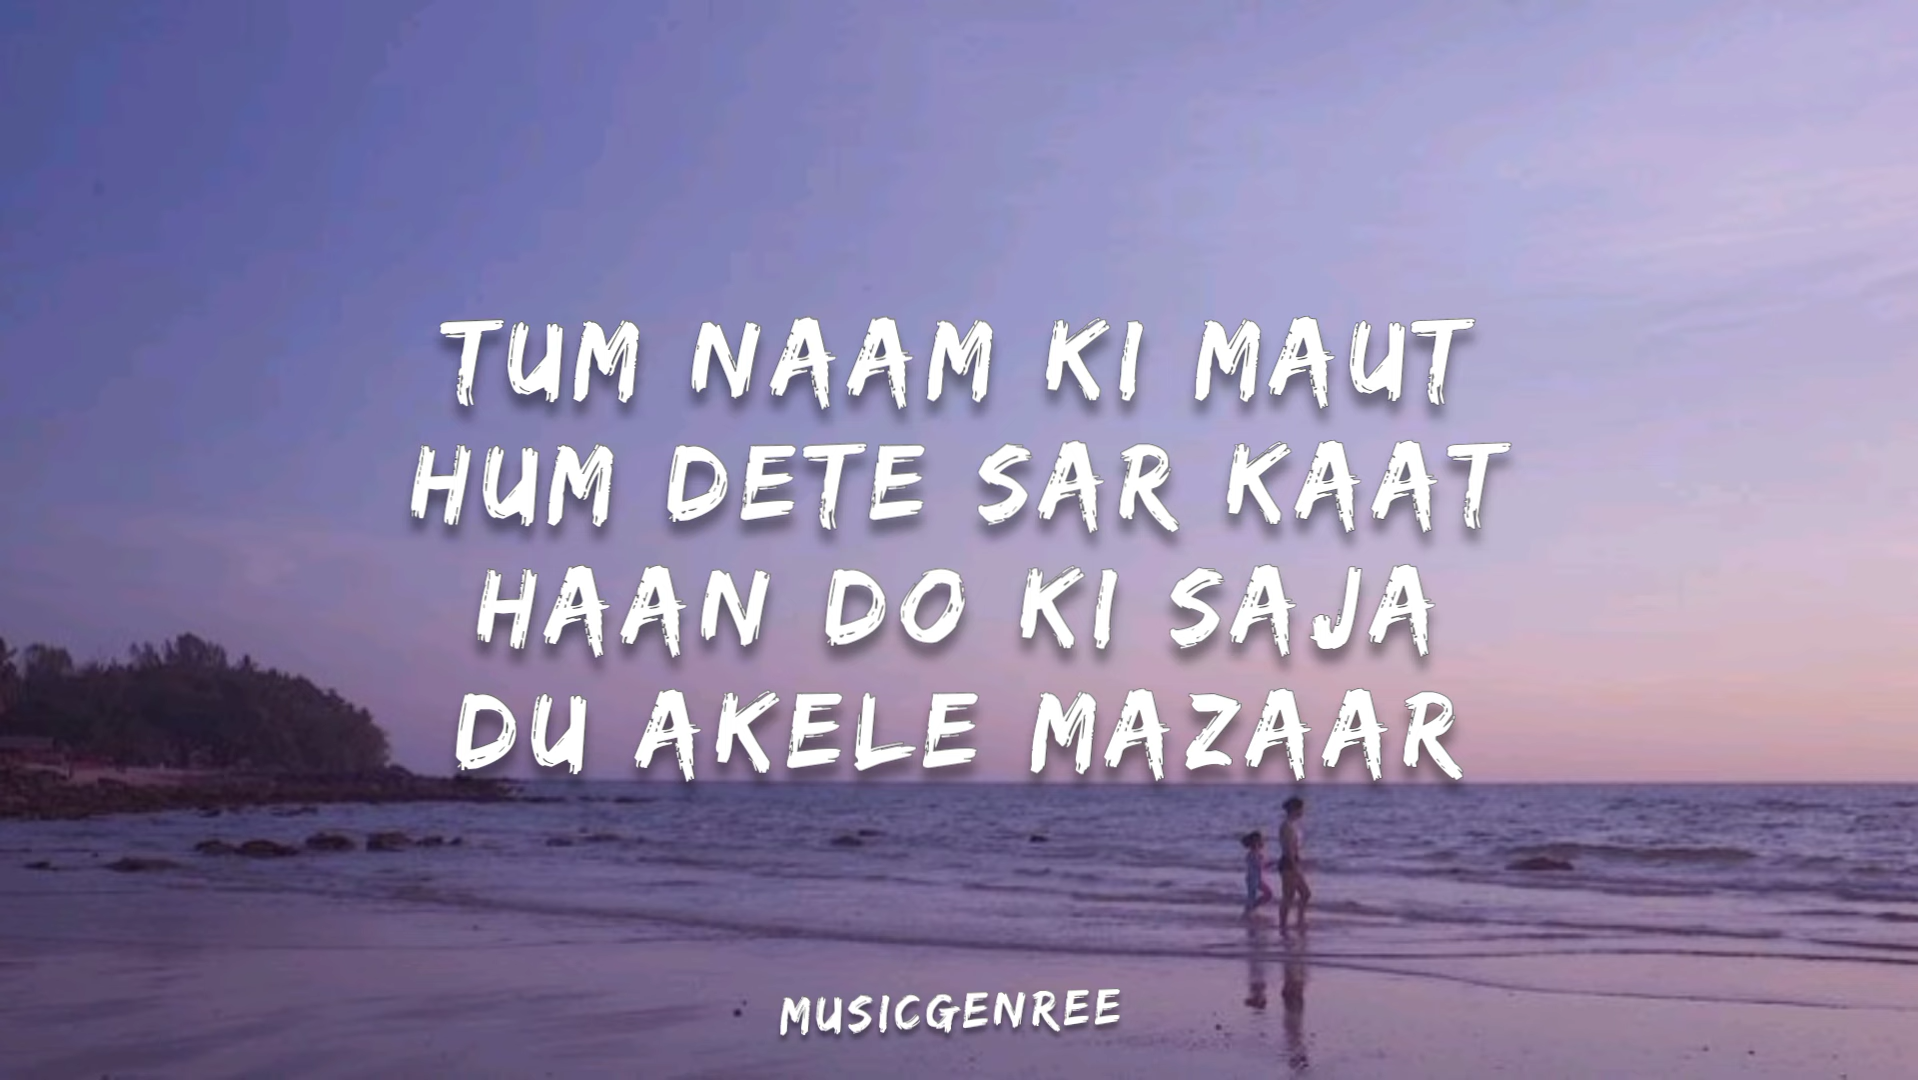 TUM NAAM KI MAUT
HUM DETE SAR KAAT
HAAN DO KI SAJA
DU AKELE MAZAAR
MUSICGENREE